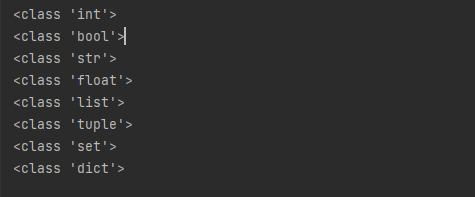 <class 'int'>
<class 'bool'>
<class 'str'>
<class 'float'>
<class 'list'>
<class 'tuple'>
<class 'set'>
<class 'dict'>